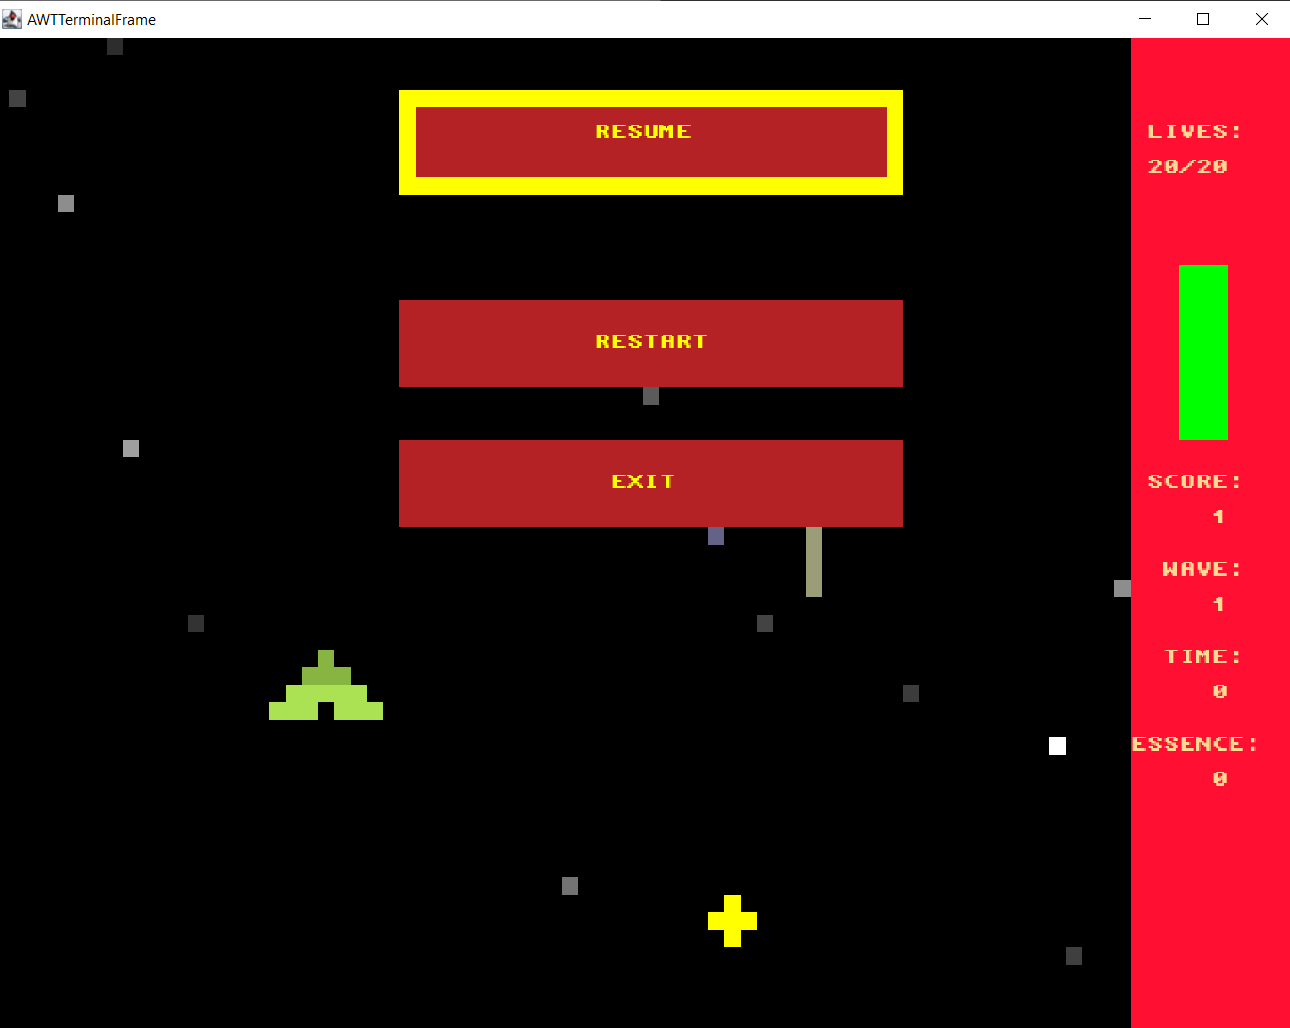 AWTTerminalFrame
RESUME
RESTART
EXIT
LIVES:
20/20
SCORE:
1
WAVE:
1
TIME:
0
ESSENCE:
0